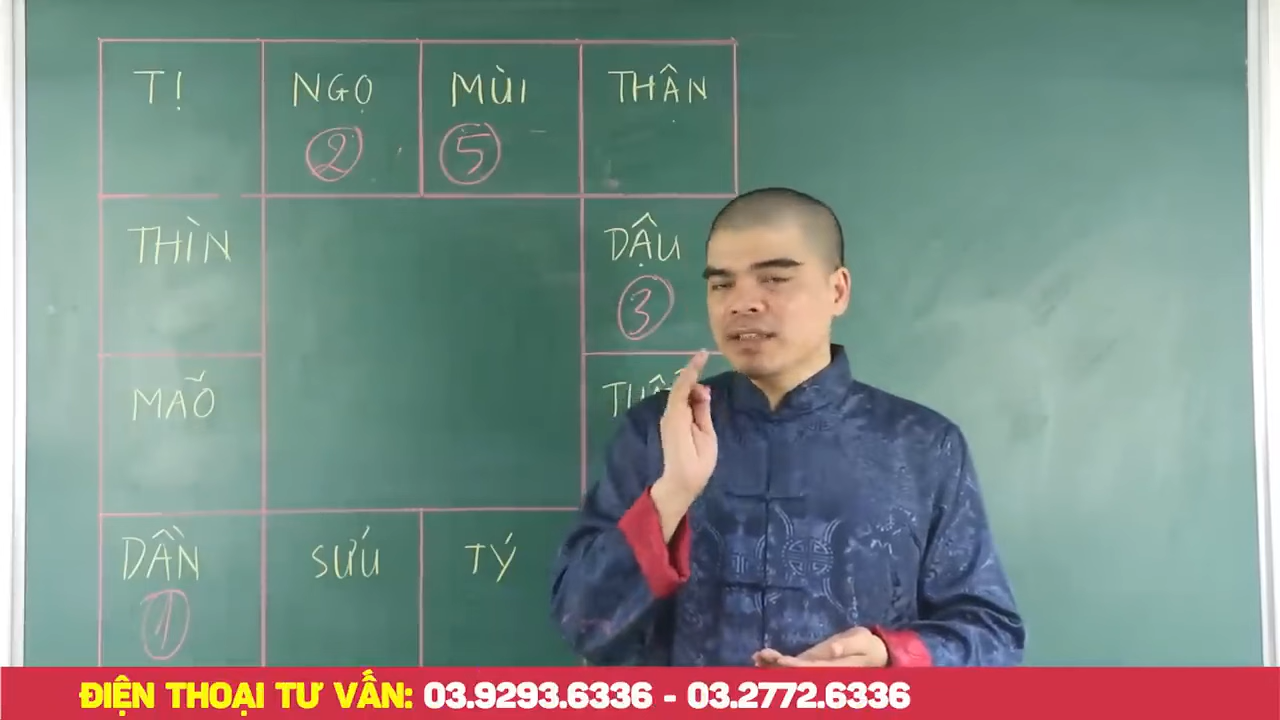 TỊ NGỌ MÙI THÂN
2 5
THÌN DẬU
3
MÃO
DẦN SỬU TÝ
1
ĐIỆN THOẠI TƯ VẤN: 03.9293.6336 - 03.2772.6336